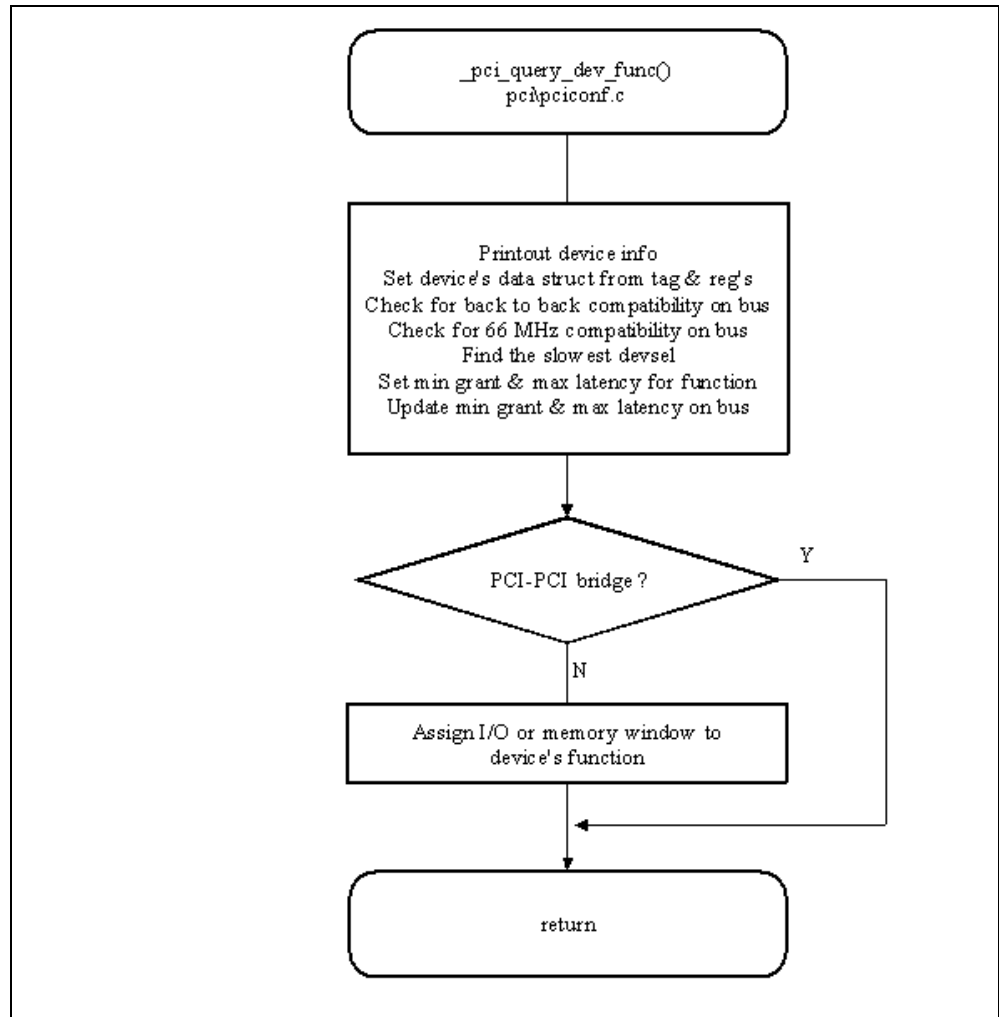 _pci_query_dev_func()
pci\pciconf.c
Printout device info
Set device's data struct from tag & reg's
Check for back to back compatibility on bus
Check for 66 MHz compatibility on bus
Find the slowest devsel
Set min grant & max latency for function
Update min grant & max latency on bus
PCI-PCI bridge ?
Y
N
Assign I/O or memory window to
device's function
return